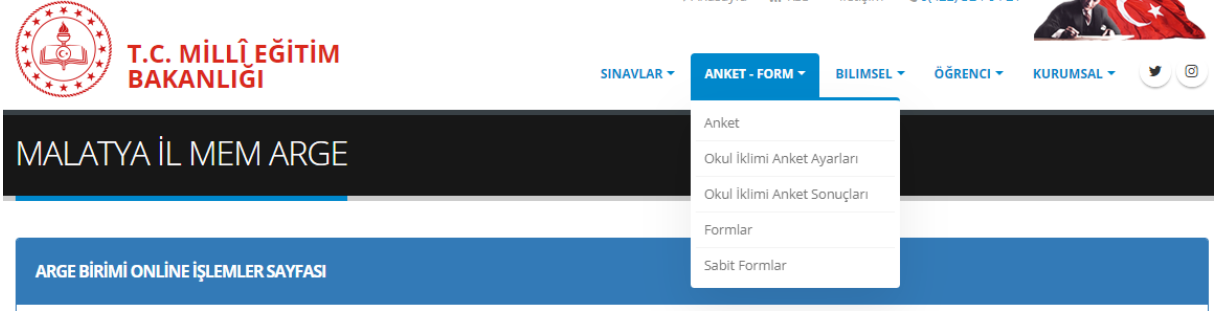 T.C. MİLLÎ EĞİTİM
BAKANLIĞI
SINAVLAR
ANKET - FORM
BILIMSEL
ÖĞRENCI
KURUMSAL
Anket
Okul İklimi Anket Ayarları
Okul İklimi Anket Sonuçları
Formlar
Sabit Formlar
MALATYA İL MEM ARGE
ARGE BİRİMİ ONLİNE İŞLEMLER SAYFASI